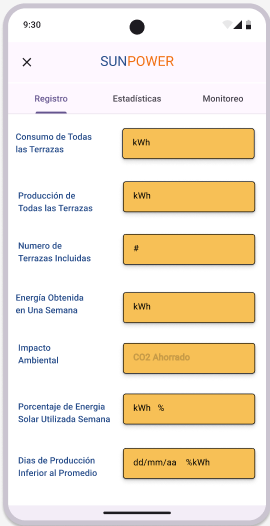 9:30
SUNPOWER
Registro Estadísticas Monitoreo
Consumo de Todas
las Terrazas
kWh
Producción de
Todas las Terrazas
kWh
Numero de
Terrazas Incluidas
#
Energía Obtenida
en Una Semana
kWh
Impacto
Ambiental
CO2 Ahorrado
Porcentaje de Energía
Solar Utilizada Semana
kWh %
Dias de Producción
Inferior al Promedio
dd/mm/aa %kWh